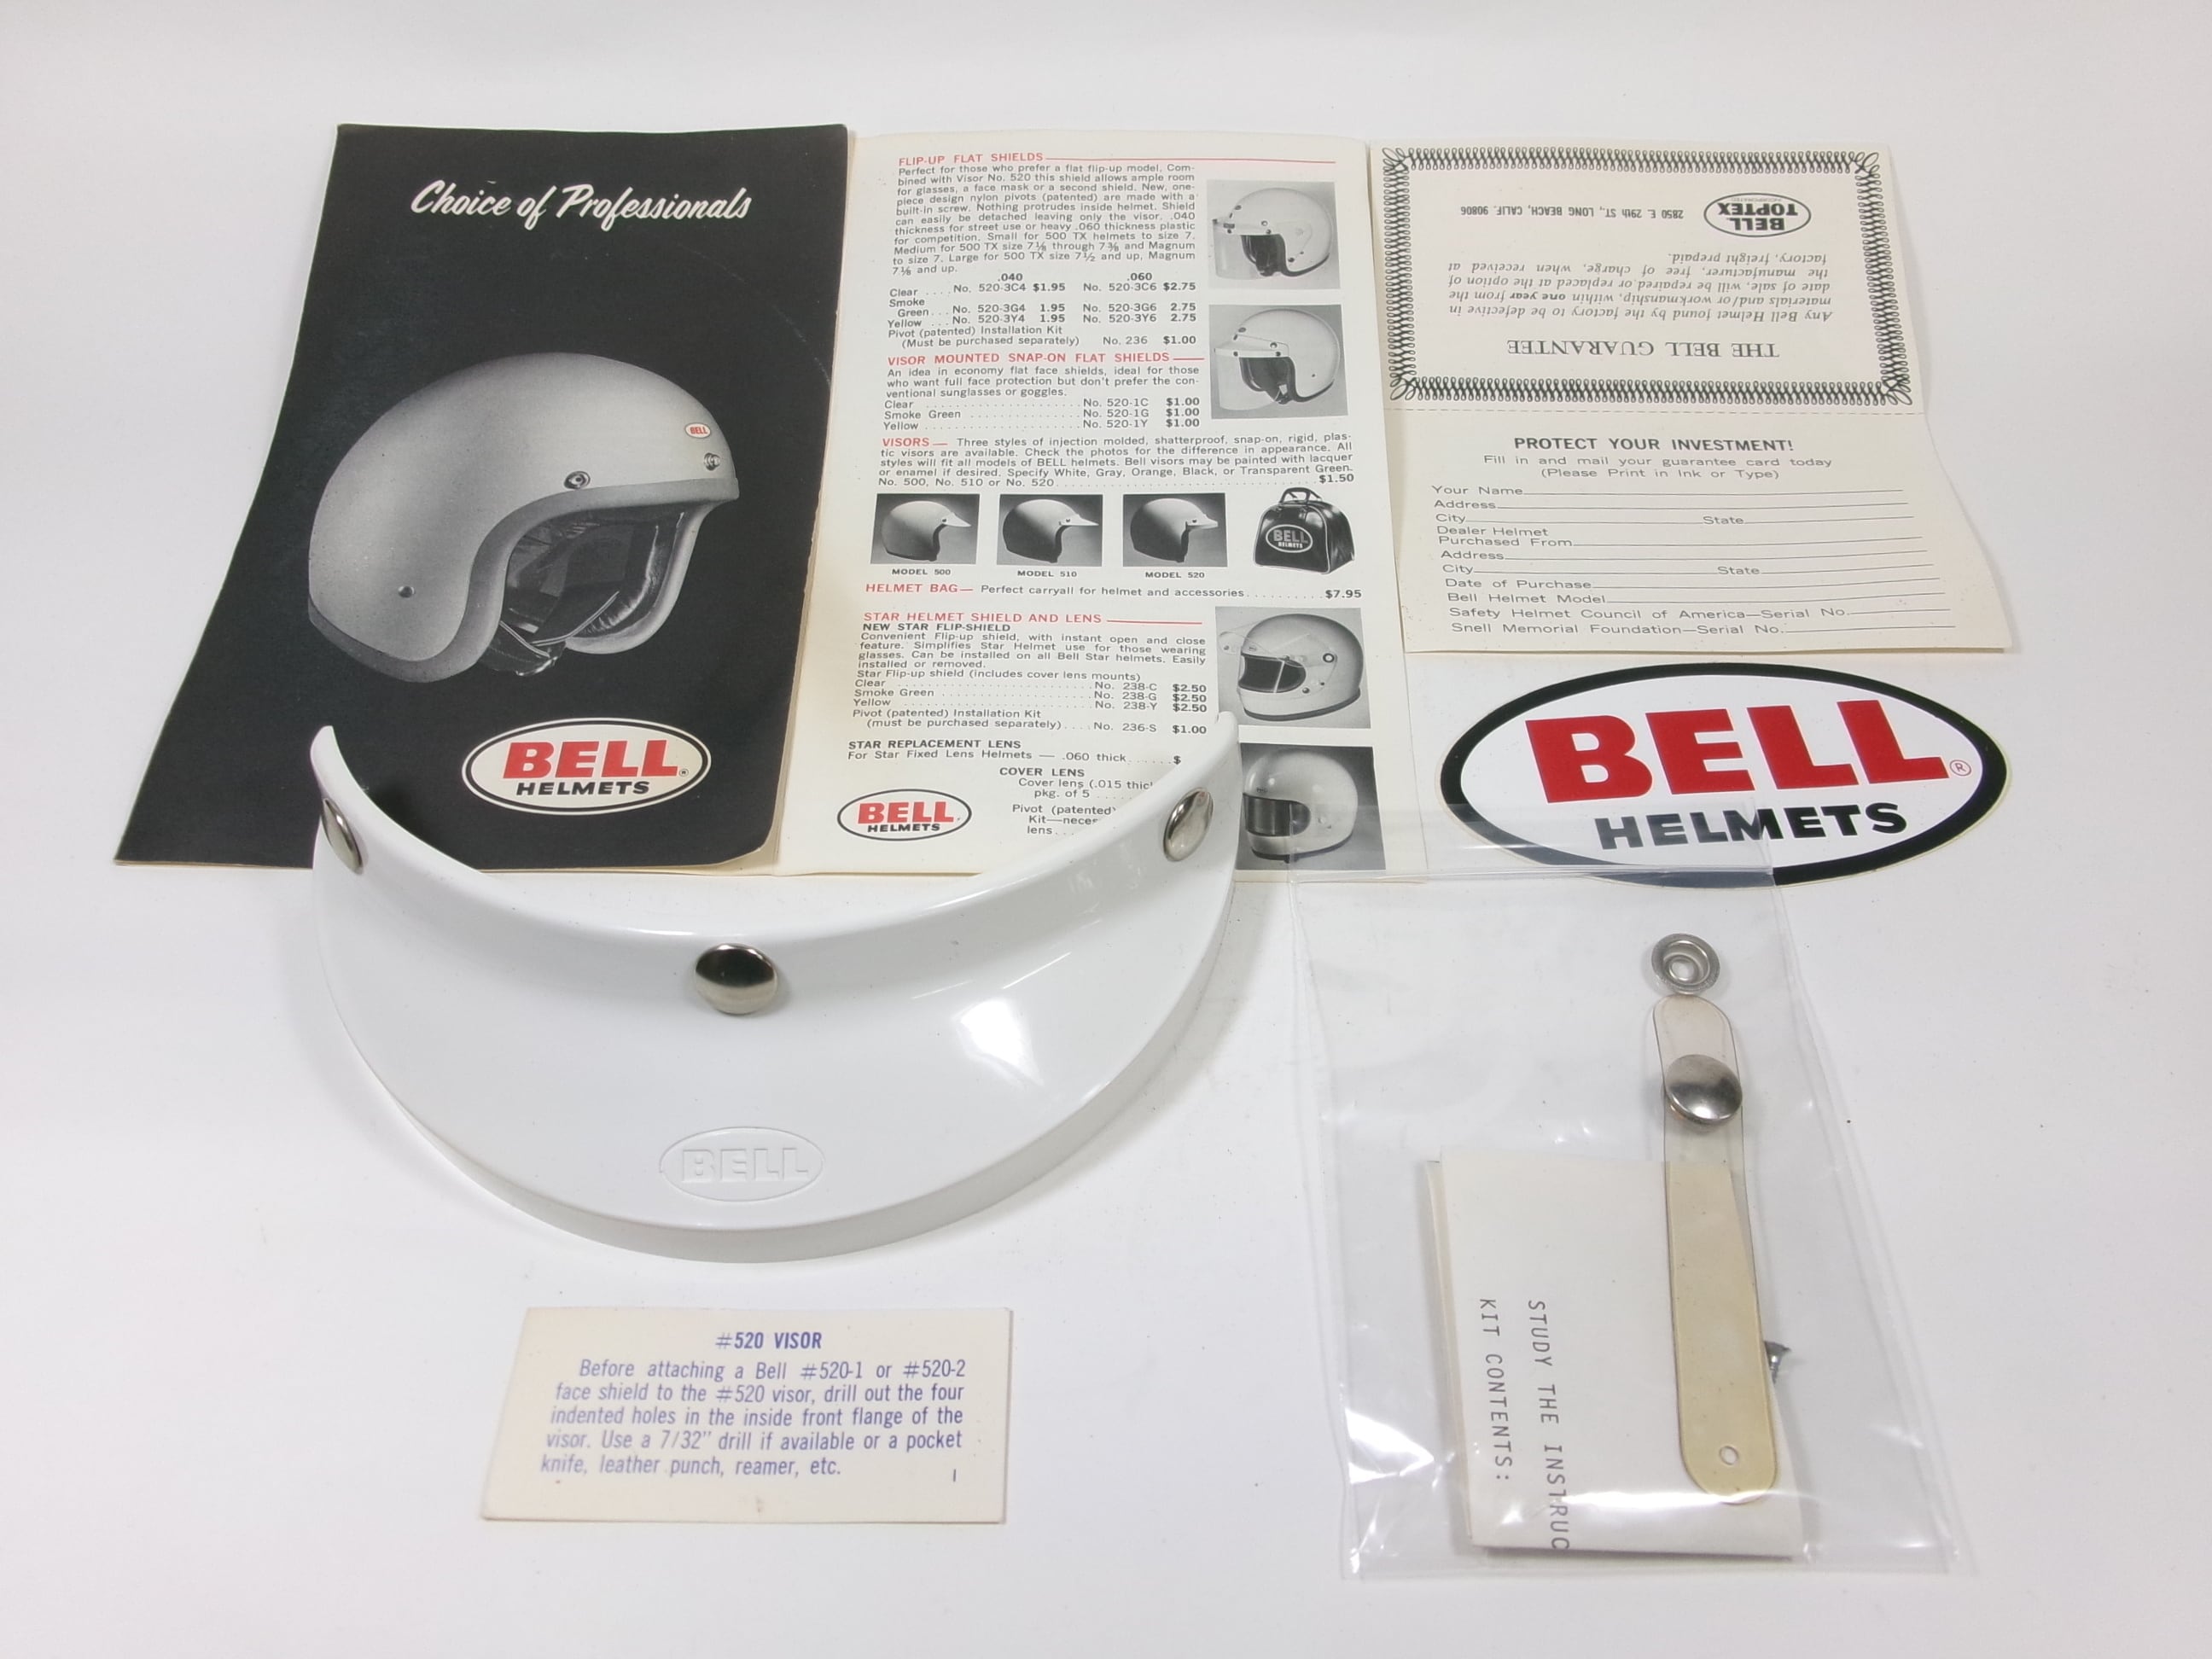 Choice of Professionals
BELL
BELL®
HELMETS
FLIP-UP FLAT SHIELDS
Perfect for those who prefer a flat flip-up model. Com-
bined with Visor No. 520 this shield allows ample room
for glasses, a face mask or a second shield. New, one-
piece design nylon pivots (patented) are made with a
built-in screw. Nothing protrudes inside helmet. Shield
can easily be detached leaving only the visor. .040
thickness for street use or heavy .060 thickness plastic
for competition. Small for 500 TX helmets to size 7.
Medium for 500 TX size 7⅛ through 7⅜ and Magnum
to size 7. Large for 500 TX size 7½ and up, Magnum
7⅛ and up.
.040 .060
Clear .... No. 520-3C4 $1.95 No. 520-3C6 $2.75
Smoke
Green... No. 520-3G4 1.95 No. 520-3G6 2.75
Yellow ... No. 520-3Y4 1.95 No. 520-3Y6 2.75
Pivot (patented) Installation Kit
(Must be purchased separately) No. 236 $1.00
VISOR MOUNTED SNAP-ON FLAT SHIELDS
An idea in economy flat face shields, ideal for those
who want full face protection but don't prefer the con-
ventional sunglasses or goggles.
Clear ........ No. 520-1C $1.00
Smoke Green ........ No. 520-1G $1.00
Yellow ........ No. 520-1Y $1.00
VISORS — Three styles of injection molded, shatterproof, snap-on, rigid, plas-
tic visors are available. Check the photos for the difference in appearance. All
styles will fit all models of BELL helmets. Bell visors may be painted with lacquer
or enamel if desired. Specify White, Gray, Orange, Black, or Transparent Green.
No. 500, No. 510 or No. 520........ $1.50
BELL
HELMETS
MODEL 500 MODEL 510 MODEL 520
HELMET BAG— Perfect carryall for helmet and accessories........ $7.95
STAR HELMET SHIELD AND LENS
NEW STAR FLIP-SHIELD
Convenient Flip-up shield, with instant open and close
feature. Simplifies Star Helmet use for those wearing
glasses. Can be installed on all Bell Star helmets. Easily
installed or removed.
Star Flip-up shield (includes cover lens mounts)
Clear ........ No. 238-C $2.50
Smoke Green ........ No. 238-G $2.50
Yellow ........ No. 238-Y $2.50
Pivot (patented) Installation Kit
(must be purchased separately).... No. 236-S $1.00
STAR REPLACEMENT LENS
For Star Fixed Lens Helmets — .060 thick...... $
COVER LENS
Cover lens (.015 thic
pkg. of 5 ....
Pivot (patented)
Kit—neces
lens...
BELL
HELMETS
THE BELL GUARANTEE
Any Bell Helmet found by the factory to be defective in
materials and/or workmanship, within one year from the
date of sale, will be repaired or replaced at the option of
the manufacturer, free of charge, when received at
factory, freight prepaid.
BELL
TOPTEX
INCORPORATED
2850 E. 29th ST., LONG BEACH, CALIF. 90806
PROTECT YOUR INVESTMENT!
Fill in and mail your guarantee card today
(Please Print in Ink or Type)
Your Name
Address
City State
Dealer Helmet
Purchased From
Address
City State
Date of Purchase
Bell Helmet Model
Safety Helmet Council of America—Serial No.
Snell Memorial Foundation—Serial No.
BELL®
HELMETS
BELL
#520 VISOR
Before attaching a Bell #520-1 or #520-2
face shield to the #520 visor, drill out the four
indented holes in the inside front flange of the
visor. Use a 7/32" drill if available or a pocket
knife, leather punch, reamer, etc.
1
STUDY THE INSTRUC
KIT CONTENTS: